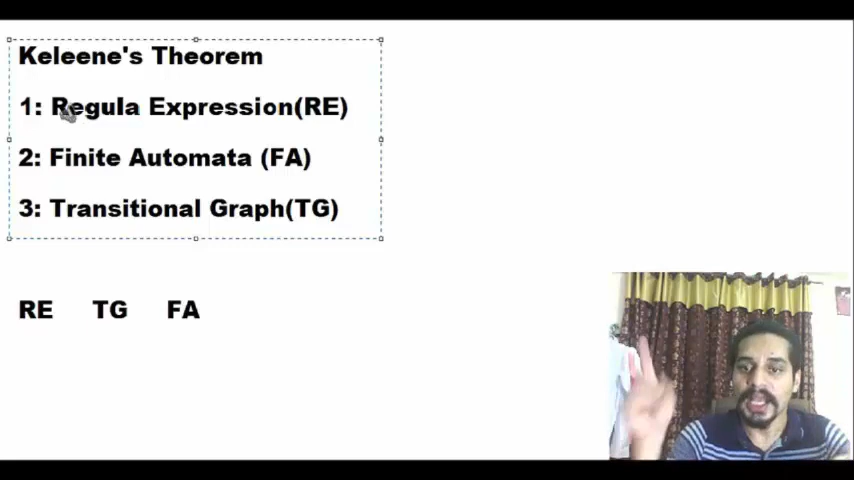 Keleene's Theorem
1: Regula Expression(RE)
2: Finite Automata (FA)
3: Transitional Graph(TG)
RE TG FA